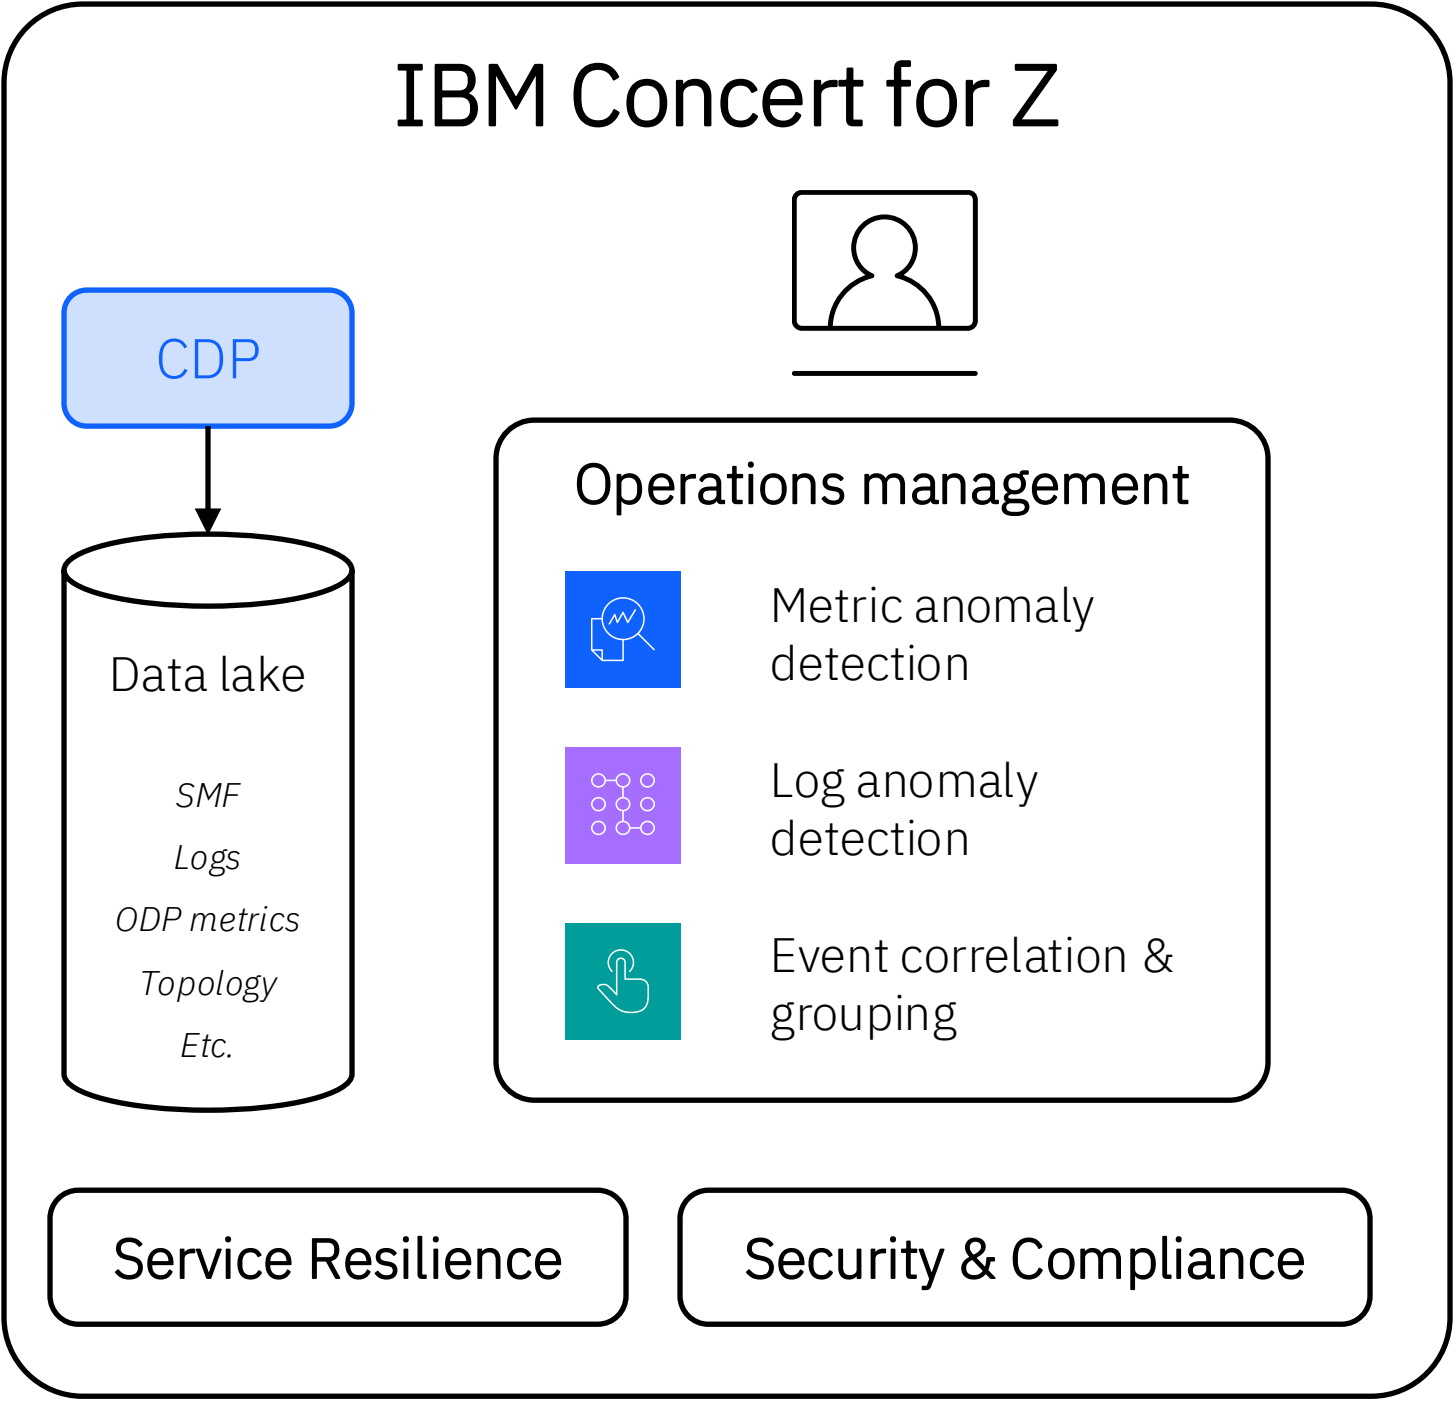 IBM Concert for Z
CDP
Data lake
SMF
Logs
ODP metrics
Topology
Etc.
Operations management
Metric anomaly
detection
Log anomaly
detection
Event correlation &
grouping
Service Resilience
Security & Compliance